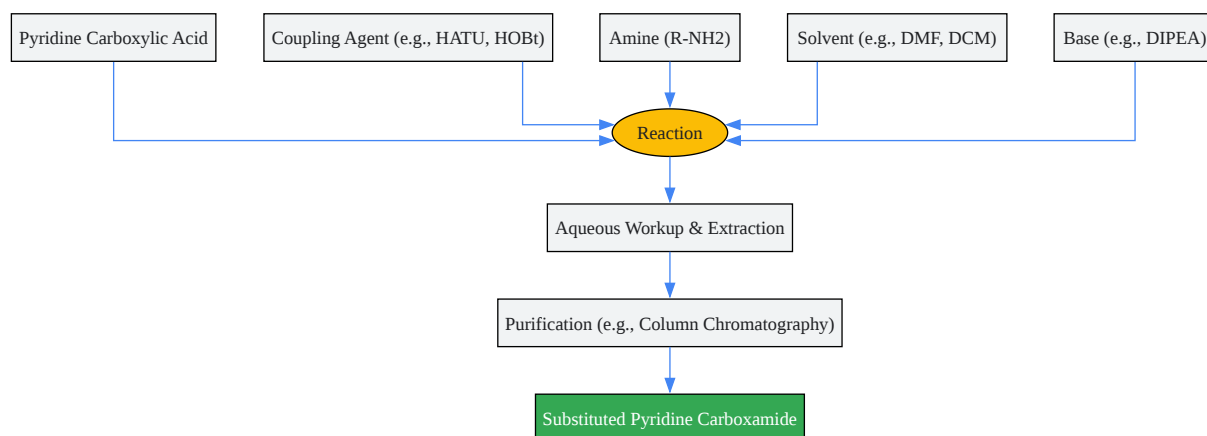 Pyridine Carboxylic Acid
Coupling Agent (e.g., HATU, HOBt)
Amine (R-NH2)
Solvent (e.g., DMF, DCM)
Base (e.g., DIPEA)
Reaction
Aqueous Workup & Extraction
Purification (e.g., Column Chromatography)
Substituted Pyridine Carboxamide